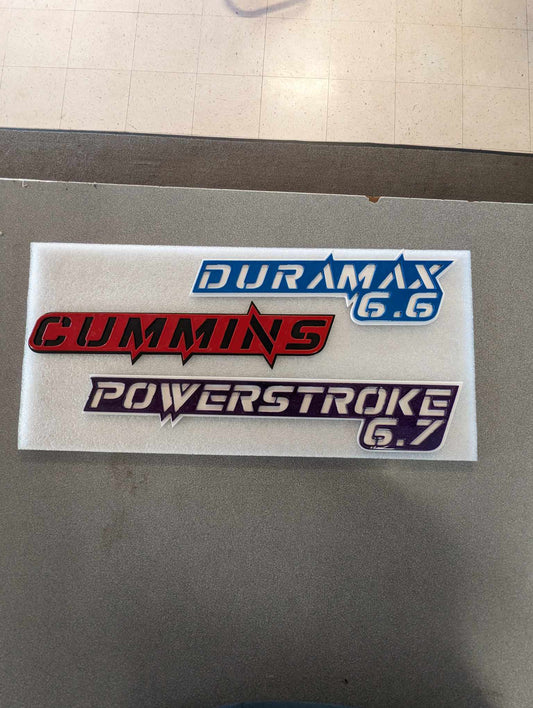 DURAMAX
6.6
CUMMINS
POWERSTROKE
6.7